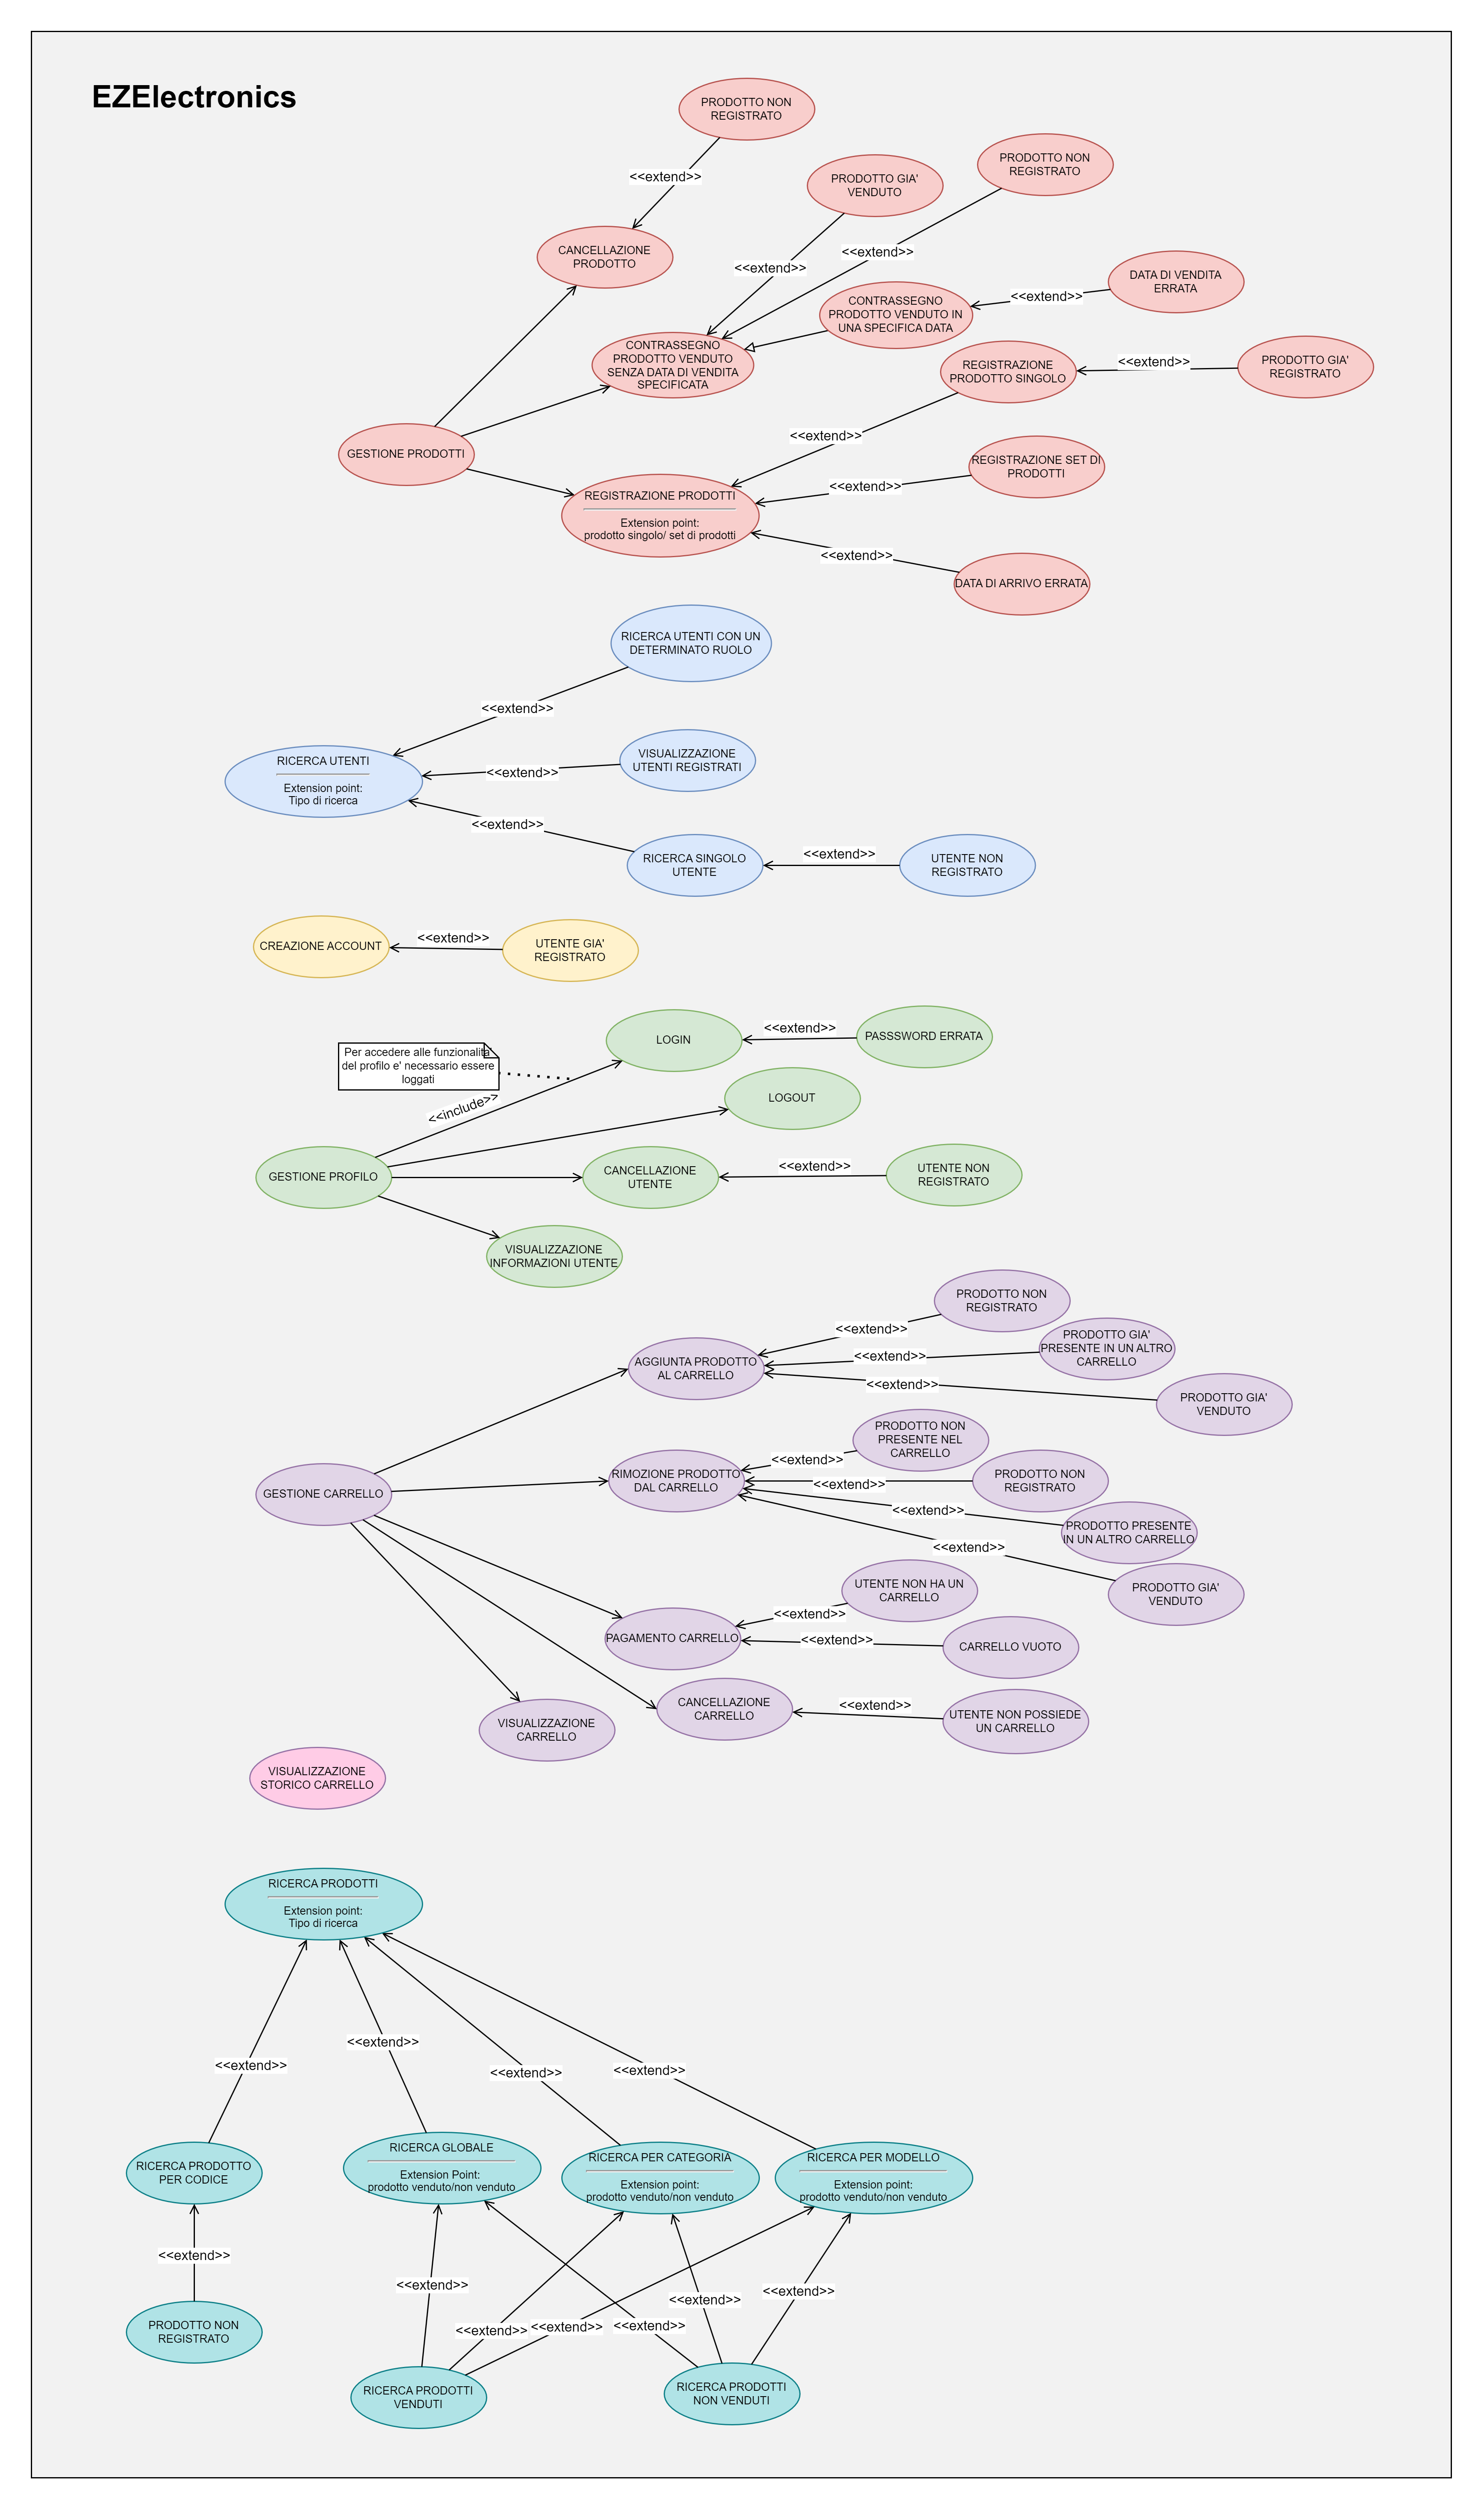 EZElectronics
PRODOTTO NON
REGISTRATO
<<extend>>
PRODOTTO GIA'
VENDUTO
PRODOTTO NON
REGISTRATO
CANCELLAZIONE
PRODOTTO
<<extend>>
<<extend>>
DATA DI VENDITA
ERRATA
<<extend>>
CONTRASSEGNO
PRODOTTO VENDUTO IN
UNA SPECIFICA DATA
CONTRASSEGNO
PRODOTTO VENDUTO
SENZA DATA DI VENDITA
SPECIFICATA
REGISTRAZIONE
PRODOTTO SINGOLO
<<extend>>
PRODOTTO GIA'
REGISTRATO
<<extend>>
GESTIONE PRODOTTI
REGISTRAZIONE SET DI
PRODOTTI
<<extend>>
REGISTRAZIONE PRODOTTI
Extension point:
prodotto singolo/ set di prodotti
<<extend>>
DATA DI ARRIVO ERRATA
RICERCA UTENTI CON UN
DETERMINATO RUOLO
<<extend>>
RICERCA UTENTI
Extension point:
Tipo di ricerca
<<extend>>
VISUALIZZAZIONE
UTENTI REGISTRATI
<<extend>>
RICERCA SINGOLO
UTENTE
<<extend>>
UTENTE NON
REGISTRATO
CREAZIONE ACCOUNT
<<extend>>
UTENTE GIA'
REGISTRATO
LOGIN
<<extend>>
PASSSWORD ERRATA
Per accedere alle funzionalita'
del profilo e' necessario essere
loggati
<<include>>
LOGOUT
GESTIONE PROFILO
CANCELLAZIONE
UTENTE
<<extend>>
UTENTE NON
REGISTRATO
VISUALIZZAZIONE
INFORMAZIONI UTENTE
PRODOTTO NON
REGISTRATO
<<extend>>
AGGIUNTA PRODOTTO
AL CARRELLO
<<extend>>
PRODOTTO GIA'
PRESENTE IN UN ALTRO
CARRELLO
<<extend>>
PRODOTTO GIA'
VENDUTO
PRODOTTO NON
PRESENTE NEL
CARRELLO
<<extend>>
GESTIONE CARRELLO
RIMOZIONE PRODOTTO
DAL CARRELLO
<<extend>>
PRODOTTO NON
REGISTRATO
<<extend>>
PRODOTTO PRESENTE
IN UN ALTRO CARRELLO
<<extend>>
PRODOTTO GIA'
VENDUTO
UTENTE NON HA UN
CARRELLO
<<extend>>
PAGAMENTO CARRELLO
<<extend>>
CARRELLO VUOTO
CANCELLAZIONE
CARRELLO
<<extend>>
UTENTE NON POSSIEDE
UN CARRELLO
VISUALIZZAZIONE
CARRELLO
VISUALIZZAZIONE
STORICO CARRELLO
RICERCA PRODOTTI
Extension point:
Tipo di ricerca
<<extend>>
<<extend>>
<<extend>>
<<extend>>
RICERCA PRODOTTO
PER CODICE
RICERCA GLOBALE
Extension Point:
prodotto venduto/non venduto
RICERCA PER CATEGORIA
Extension point:
prodotto venduto/non venduto
RICERCA PER MODELLO
Extension point:
prodotto venduto/non venduto
<<extend>>
<<extend>>
<<extend>>
<<extend>>
<<extend>>
<<extend>>
<<extend>>
PRODOTTO NON
REGISTRATO
RICERCA PRODOTTI
VENDUTI
RICERCA PRODOTTI
NON VENDUTI